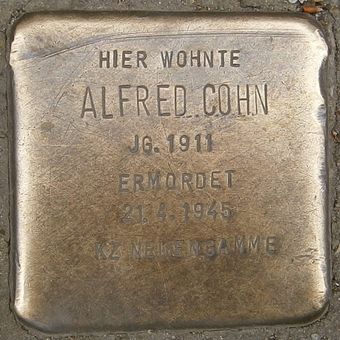 HIER WOHNTE
ALFRED COHN
JG. 1911
ERMORDET
21.4.1945
KZ NEUENGAMME